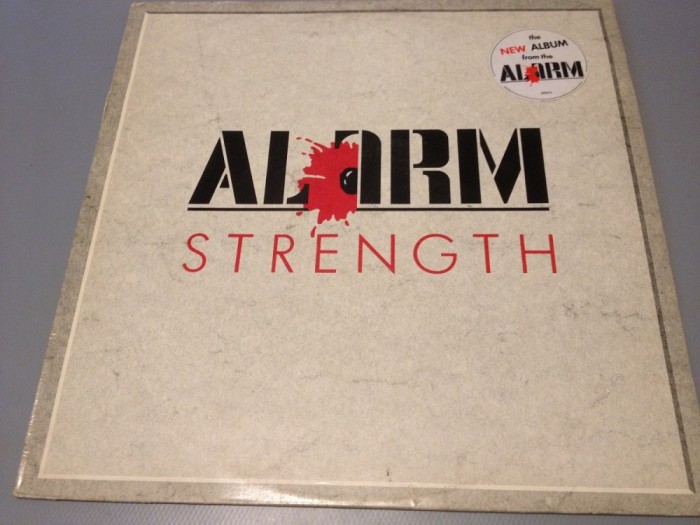 the
NEW ALBUM
from the
ALARM
ALARM
STRENGTH